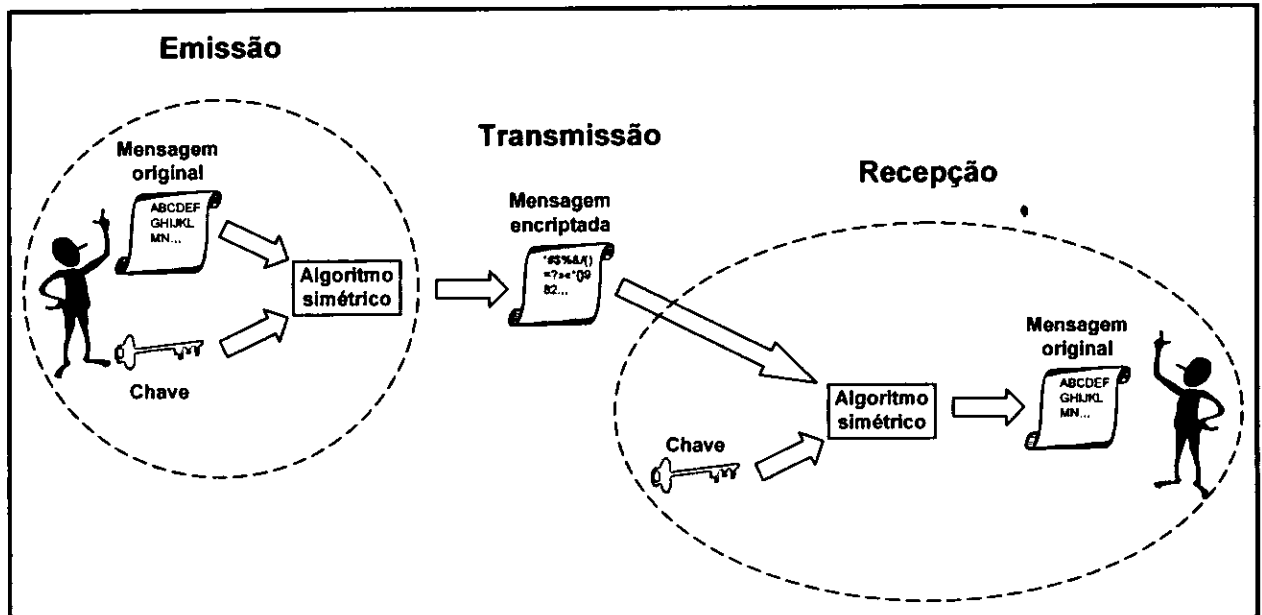 Emissão
Mensagem
original
ABCDEF
GHIJKL
MN...
Chave
Algoritmo
simétrico
Transmissão
Mensagem
encriptada
82...
Recepção
Chave
Algoritmo
simétrico
Mensagem
original
ABCDEF
GHIJKL
MN...